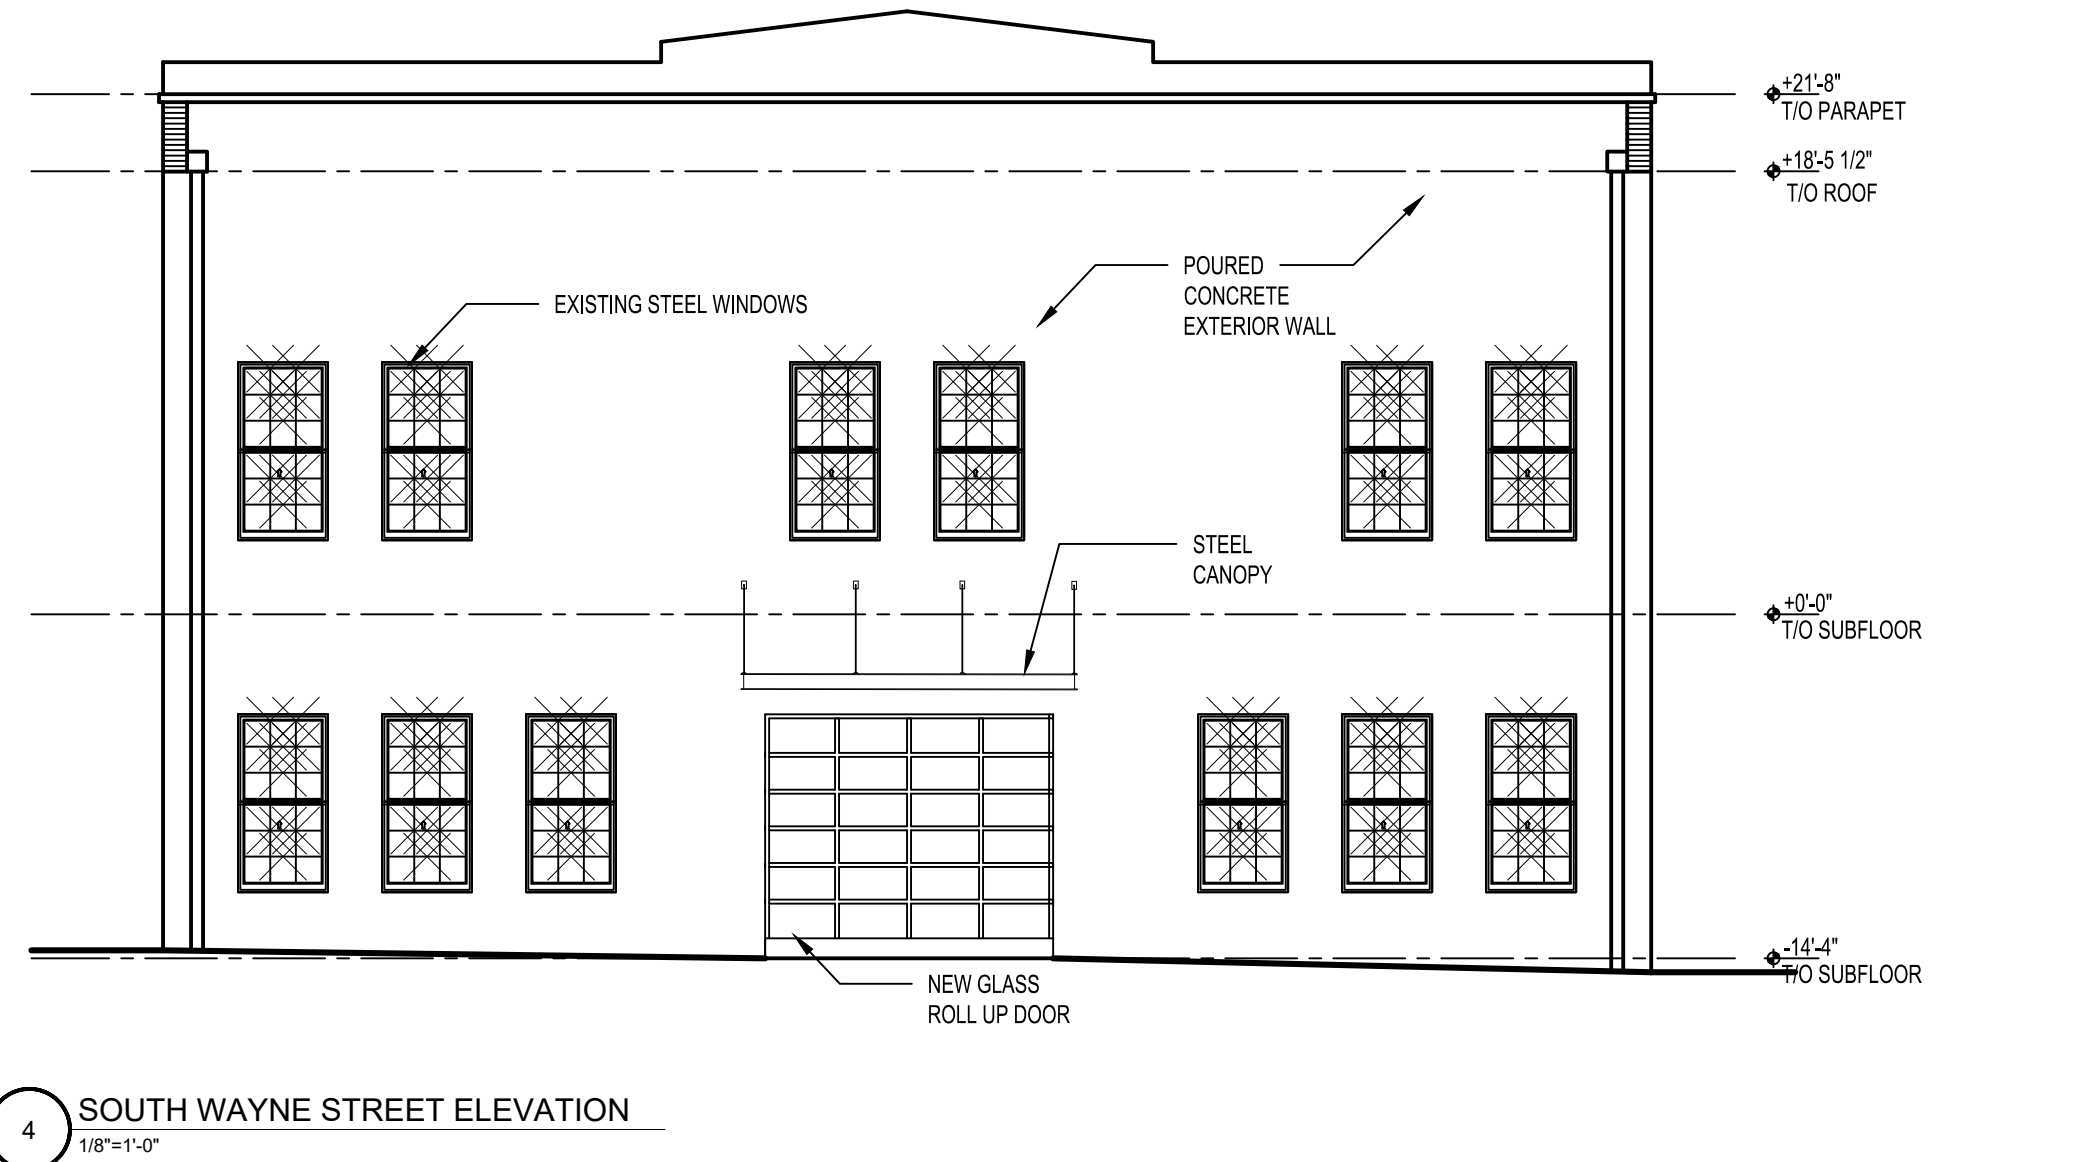 +21'-8"
T/O PARAPET
+18'-5 1/2"
T/O ROOF
POURED
CONCRETE
EXTERIOR WALL
EXISTING STEEL WINDOWS
STEEL
CANOPY
+0'-0"
T/O SUBFLOOR
-14'-4"
T/O SUBFLOOR
NEW GLASS
ROLL UP DOOR
4
SOUTH WAYNE STREET ELEVATION
1/8"=1'-0"